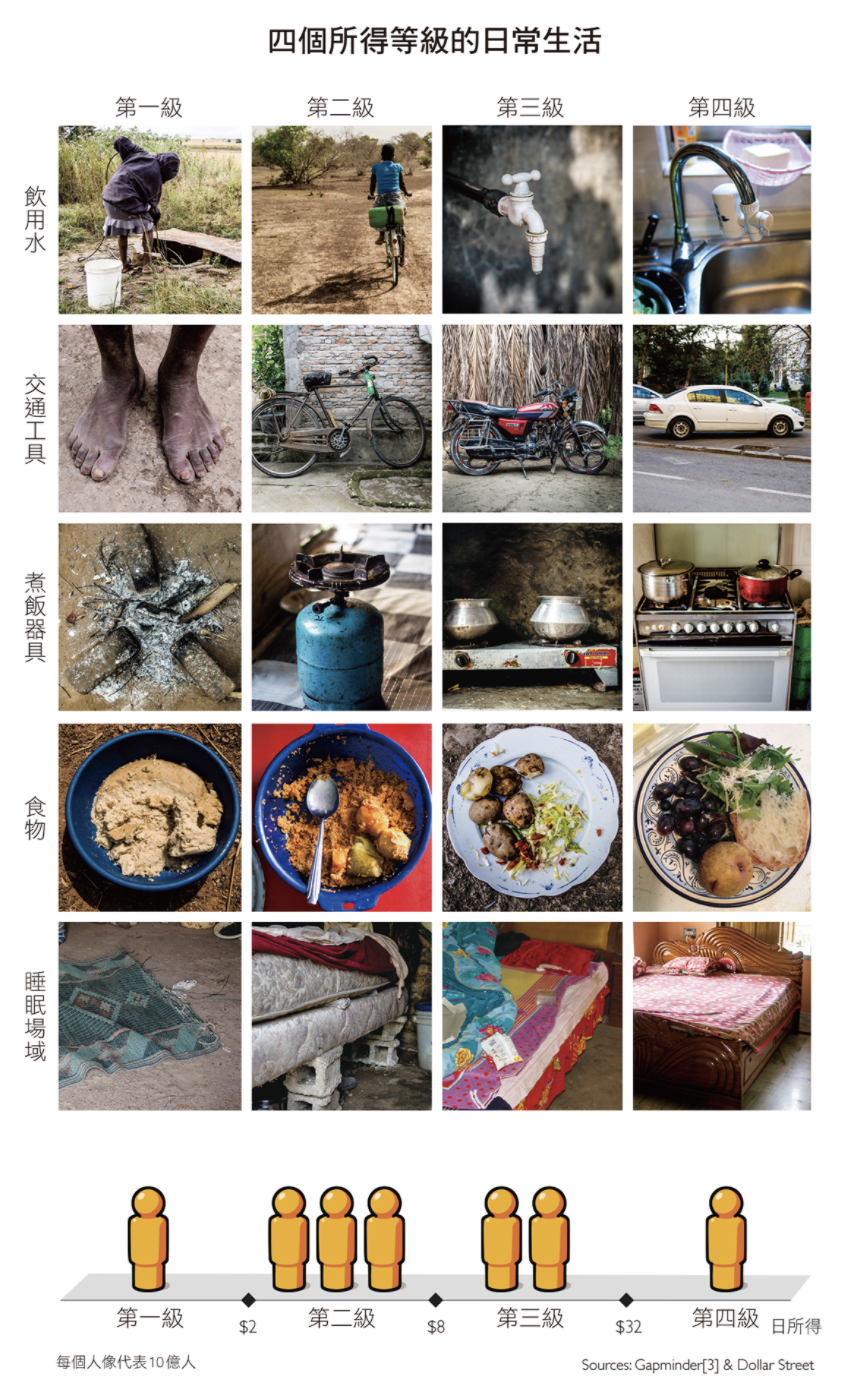 四個所得等級的日常生活
第一級
第二級
第三級
第四級
飲用水
交通工具
煮飯器具
食物
睡眠場域
第一級
$2
第二級
$8
第三級
$32
第四級
日所得
每個人像代表10億人
Sources: Gapminder[3] & Dollar Street